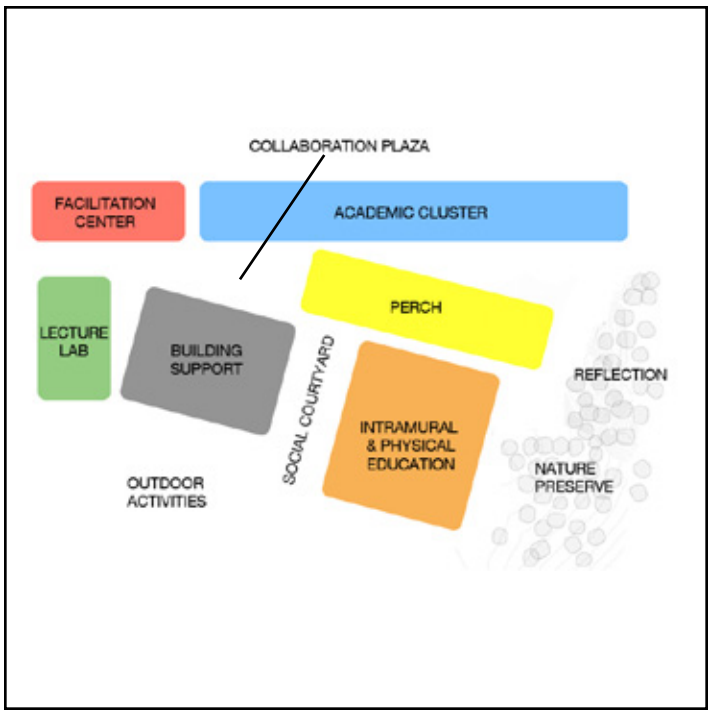 COLLABORATION PLAZA
FACILITATION
CENTER
ACADEMIC CLUSTER
PERCH
LECTURE
LAB
BUILDING
SUPPORT
SOCIAL COURTYARD
REFLECTION
INTRAMURAL
& PHYSICAL
EDUCATION
NATURE
PRESERVE
OUTDOOR
ACTIVITIES